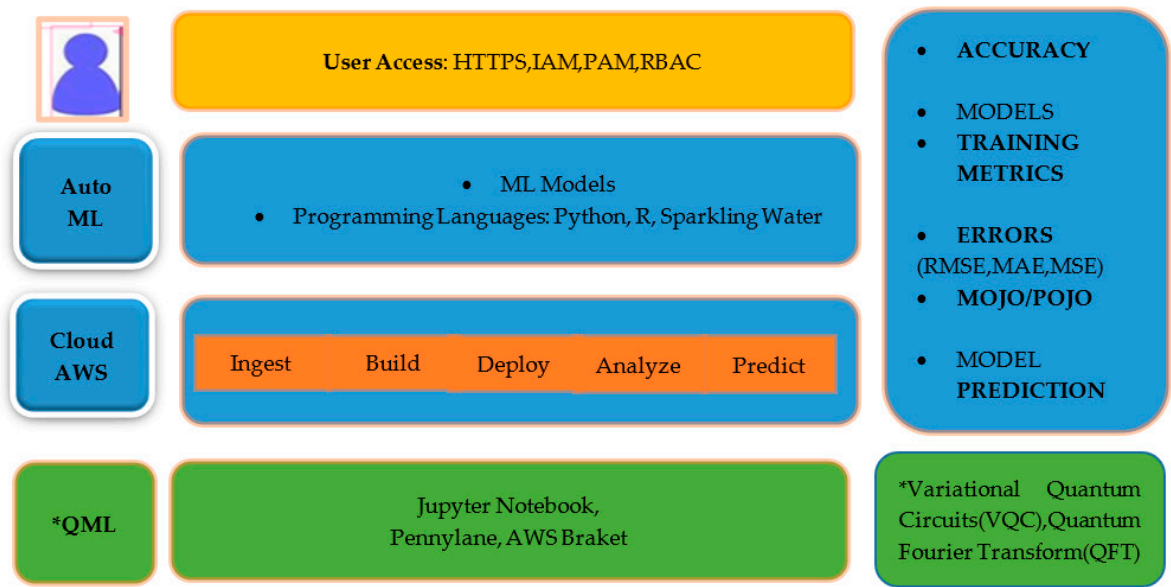 User Access: HTTPS,IAM,PAM,RBAC
Auto
ML
• ML Models
• Programming Languages: Python, R, Sparkling Water
Cloud
AWS
Ingest
Build
Deploy
Analyze
Predict
*QML
Jupyter Notebook,
Pennylane, AWS Braket
• ACCURACY
• MODELS
• TRAINING
METRICS
• ERRORS
(RMSE,MAE,MSE)
• MOJO/POJO
• MODEL
PREDICTION
*Variational Quantum
Circuits(VQC),Quantum
Fourier Transform(QFT)